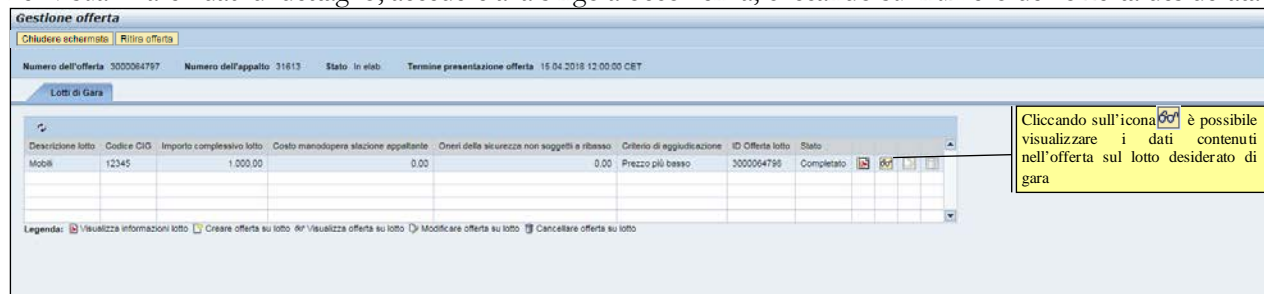 Gestione offerta
Chiudere schermata Ritira offerta
Numero dell'offerta 3000064797 Numero dell'appalto 31613 Stato In elab. Termine presentazione offerta 15.04.2018 12:00:00 CET
Lotti di Gara
Descrizione lotto Codice CIG Importo complessivo lotto Costo manodopera stazione appaltante Oneri della sicurezza non soggetti a ribasso Criterio di aggiudicazione ID Offerta lotto Stato
Mobili 12345 1.000.00 0,00 0,00 Prezzo più basso 3000064798 Completato
Legenda: Visualizza informazioni lotto Creare offerta su lotto Visualizza offerta su lotto Modificare offerta su lotto Cancellare offerta su lotto
Cliccando sull'icona è possibile
visualizzare i dati contenuti
nell'offerta sul lotto desiderato di
gara